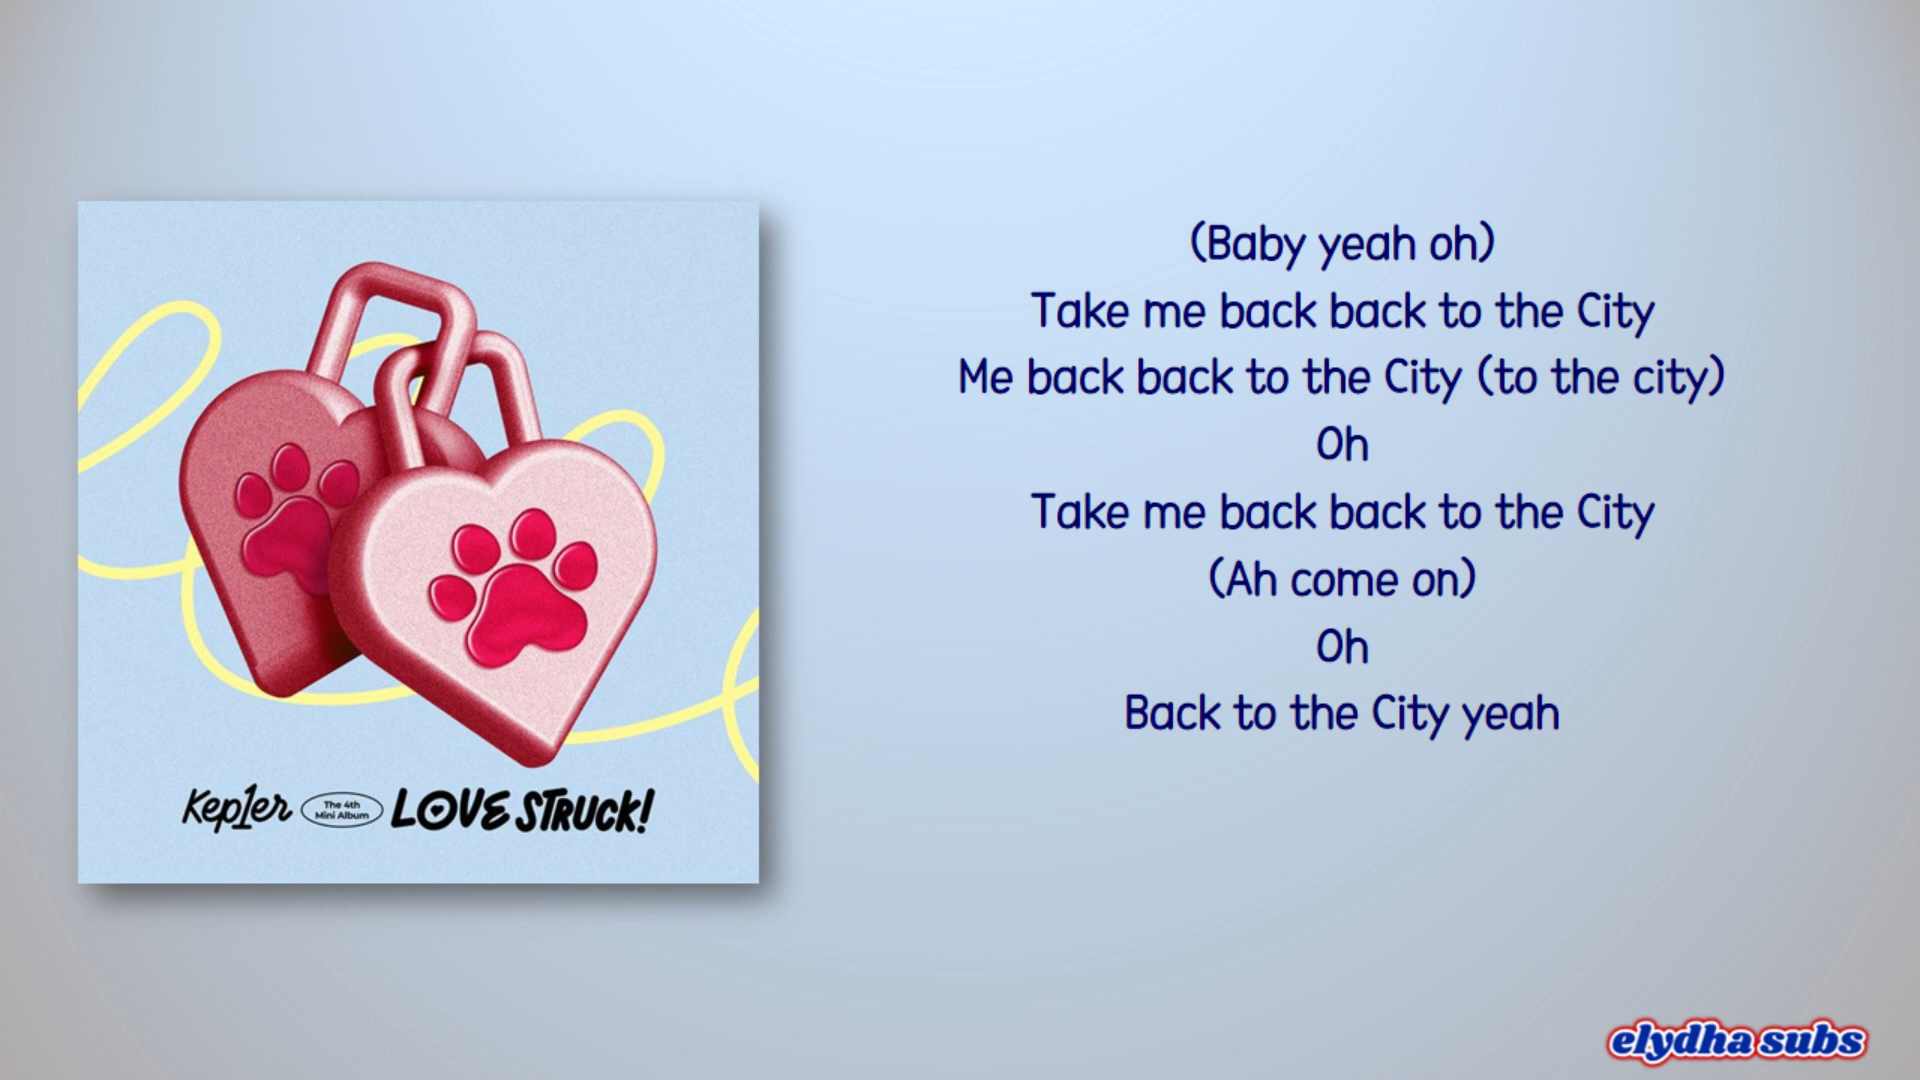 (Baby yeah oh)
Take me back back to the City
Me back back to the City (to the city)
Oh
Take me back back to the City
(Ah come on)
Oh
Back to the City yeah
Kep1er The 4th Mini Album LOVE STRUCK!
elydha subs